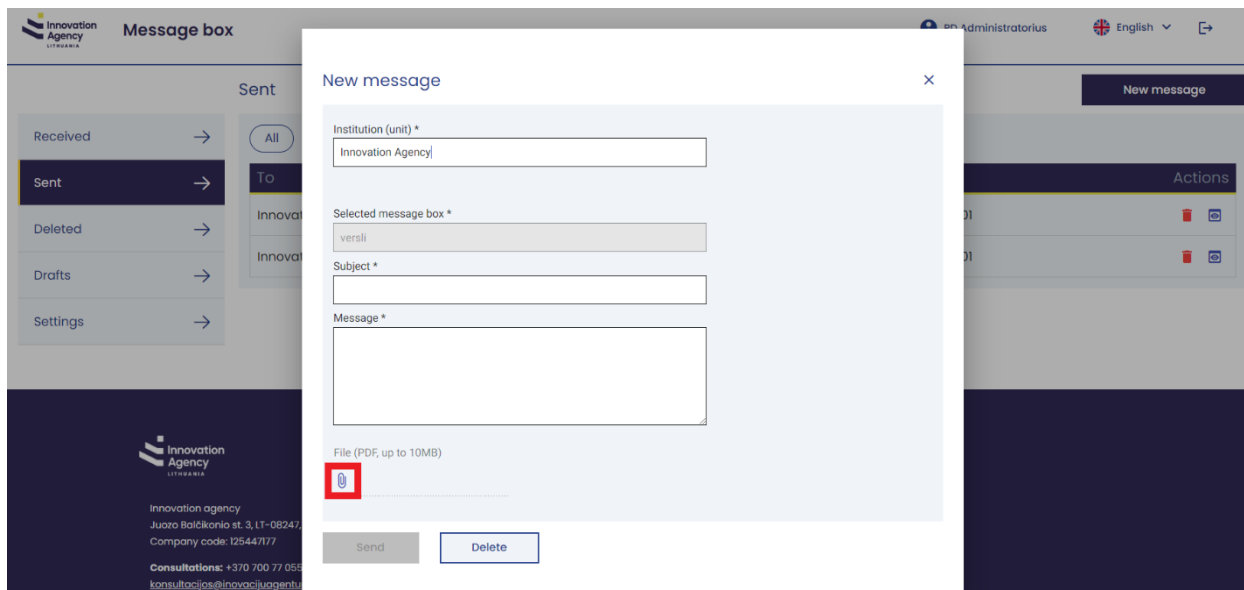 Innovation
Agency
LITHUANIA
Message box
PD Administratorius
English
Sent
New message
Received
Sent
Deleted
Drafts
Settings
All
To
Actions
Innovat
01
Innovat
01
New message
Institution (unit) *
Innovation Agency
Selected message box *
versli
Subject *
Message *
File (PDF, up to 10MB)
Send
Delete
Innovation
Agency
LITHUANIA
Innovation agency
Juozo Balčikonio st. 3, LT-08247,
Company code: 125447177
Consultations: +370 700 77 055
konsultacijos@inovacijuagentu